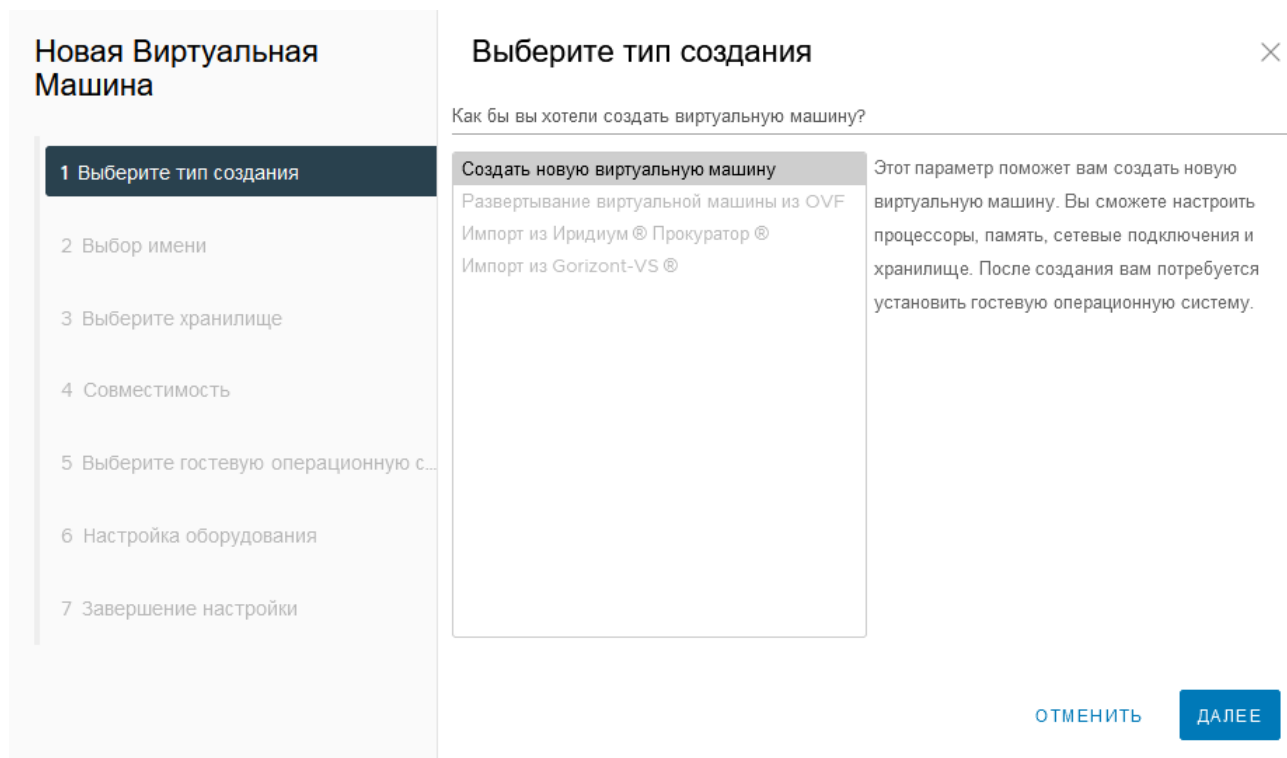 Новая Виртуальная
Машина
1 Выберите тип создания
2 Выбор имени
3 Выберите хранилище
4 Совместимость
5 Выберите гостевую операционную с...
6 Настройка оборудования
7 Завершение настройки
Выберите тип создания
Как бы вы хотели создать виртуальную машину?
Создать новую виртуальную машину
Развертывание виртуальной машины из OVF
Импорт из Иридиум ® Прокуратор ®
Импорт из Gorizont-VS ®
Этот параметр поможет вам создать новую
виртуальную машину. Вы сможете настроить
процессоры, память, сетевые подключения и
хранилище. После создания вам потребуется
установить гостевую операционную систему.
ОТМЕНИТЬ
ДАЛЕЕ